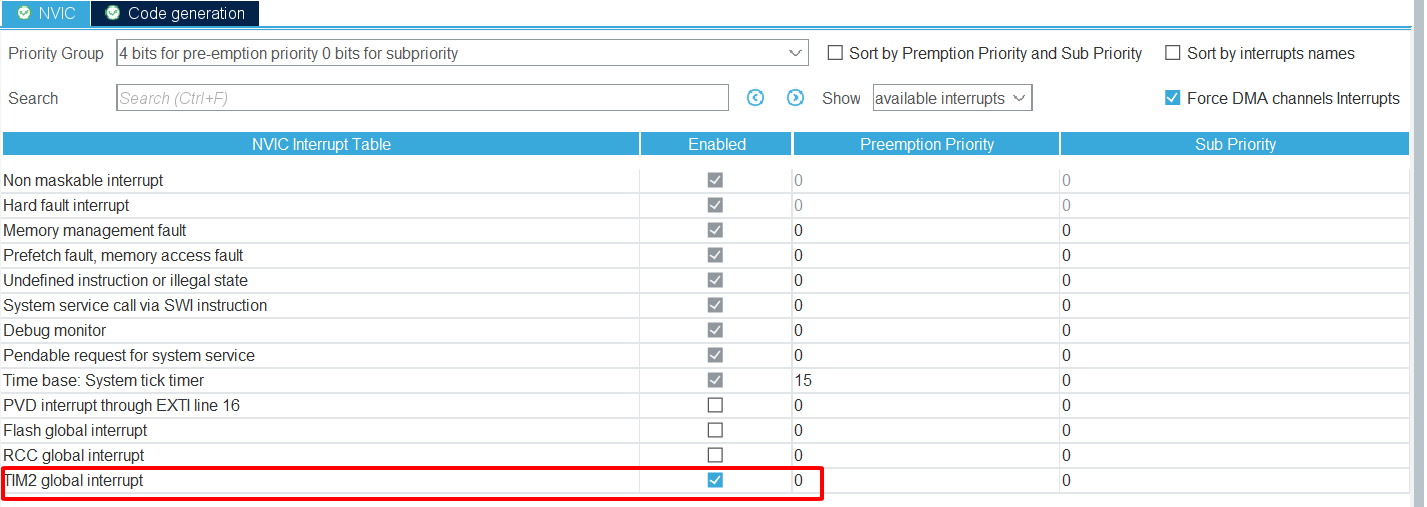 NVIC Code generation
Priority Group 4 bits for pre-emption priority 0 bits for subpriority Sort by Premption Priority and Sub Priority Sort by interrupts names
Search Search (Ctrl+F) Show available interrupts Force DMA channels Interrupts
NVIC Interrupt Table Enabled Preemption Priority Sub Priority
Non maskable interrupt 0 0
Hard fault interrupt 0 0
Memory management fault 0 0
Prefetch fault, memory access fault 0 0
Undefined instruction or illegal state 0 0
System service call via SWI instruction 0 0
Debug monitor 0 0
Pendable request for system service 0 0
Time base: System tick timer 15 0
PVD interrupt through EXTI line 16 0 0
Flash global interrupt 0 0
RCC global interrupt 0 0
TIM2 global interrupt 0 0